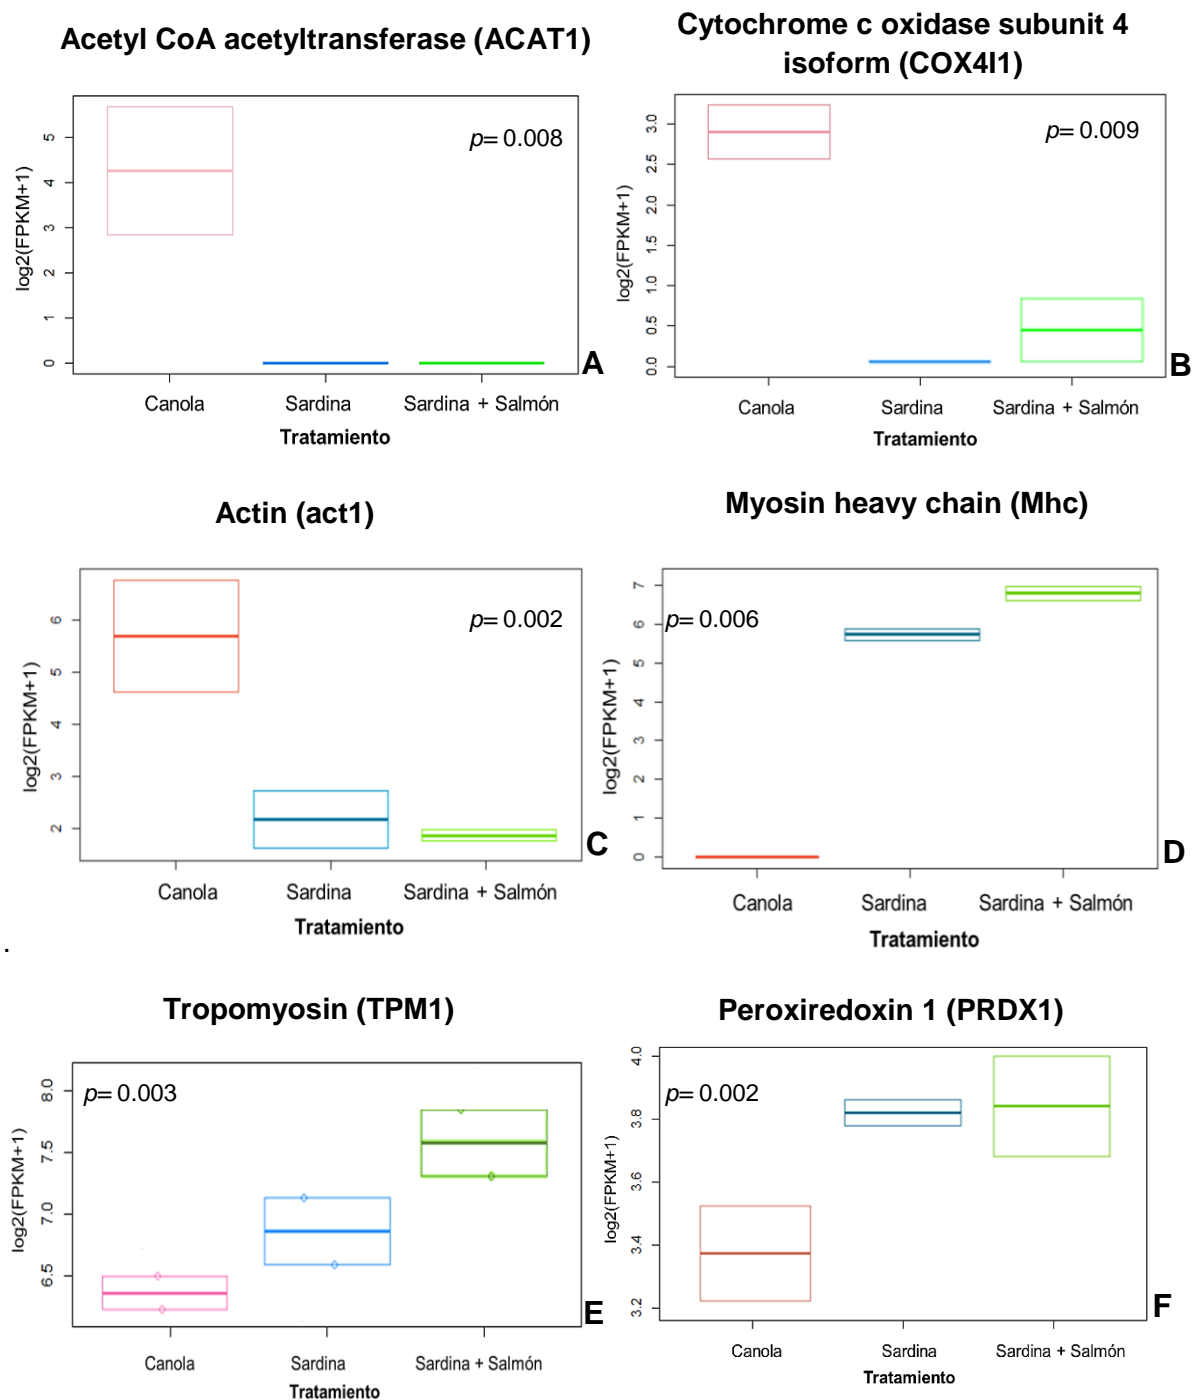 Acetyl CoA acetyltransferase (ACAT1)
p= 0.008
log2(FPKM+1)
5
4
3
2
1
0
Canola Sardina Sardina + Salmón
Tratamiento
A
Cytochrome c oxidase subunit 4
isoform (COX4I1)
p= 0.009
log2(FPKM+1)
3.0
2.5
2.0
1.5
1.0
0.5
0.0
Canola Sardina Sardina + Salmón
Tratamiento
B
Actin (act1)
p= 0.002
log2(FPKM+1)
6
5
4
3
2
Canola Sardina Sardina + Salmón
Tratamiento
C
.
Myosin heavy chain (Mhc)
p= 0.006
log2(FPKM+1)
7
6
5
4
3
2
1
0
Canola Sardina Sardina + Salmón
Tratamiento
D
Tropomyosin (TPM1)
p= 0.003
log2(FPKM+1)
8.0
7.5
7.0
6.5
Canola Sardina Sardina + Salmón
Tratamiento
E
Peroxiredoxin 1 (PRDX1)
p= 0.002
log2(FPKM+1)
4.0
3.8
3.6
3.4
3.2
Canola Sardina Sardina + Salmón
Tratamiento
F